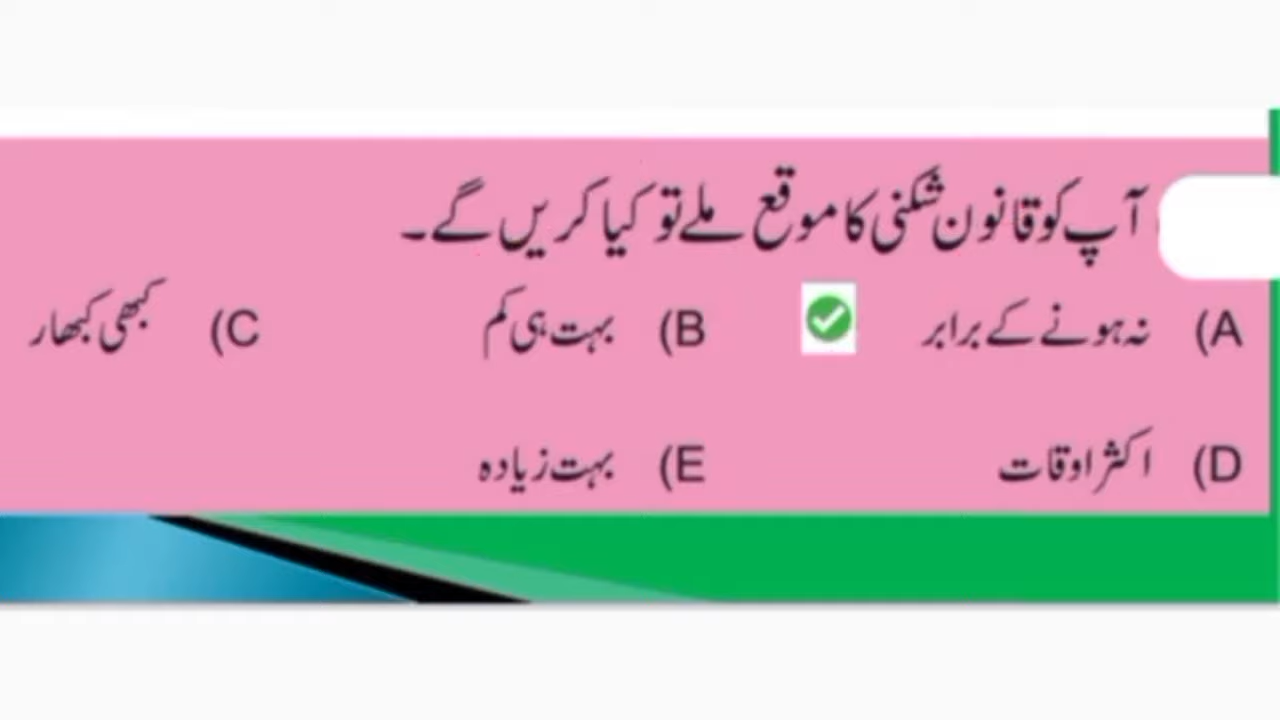 آپ کو قانون شکنی کا موقع ملے تو کیا کریں گے۔
A) نہ ہونے کے برابر B) بہت ہی کم C) کبھی کبھار
D) اکثر اوقات E) بہت زیادہ